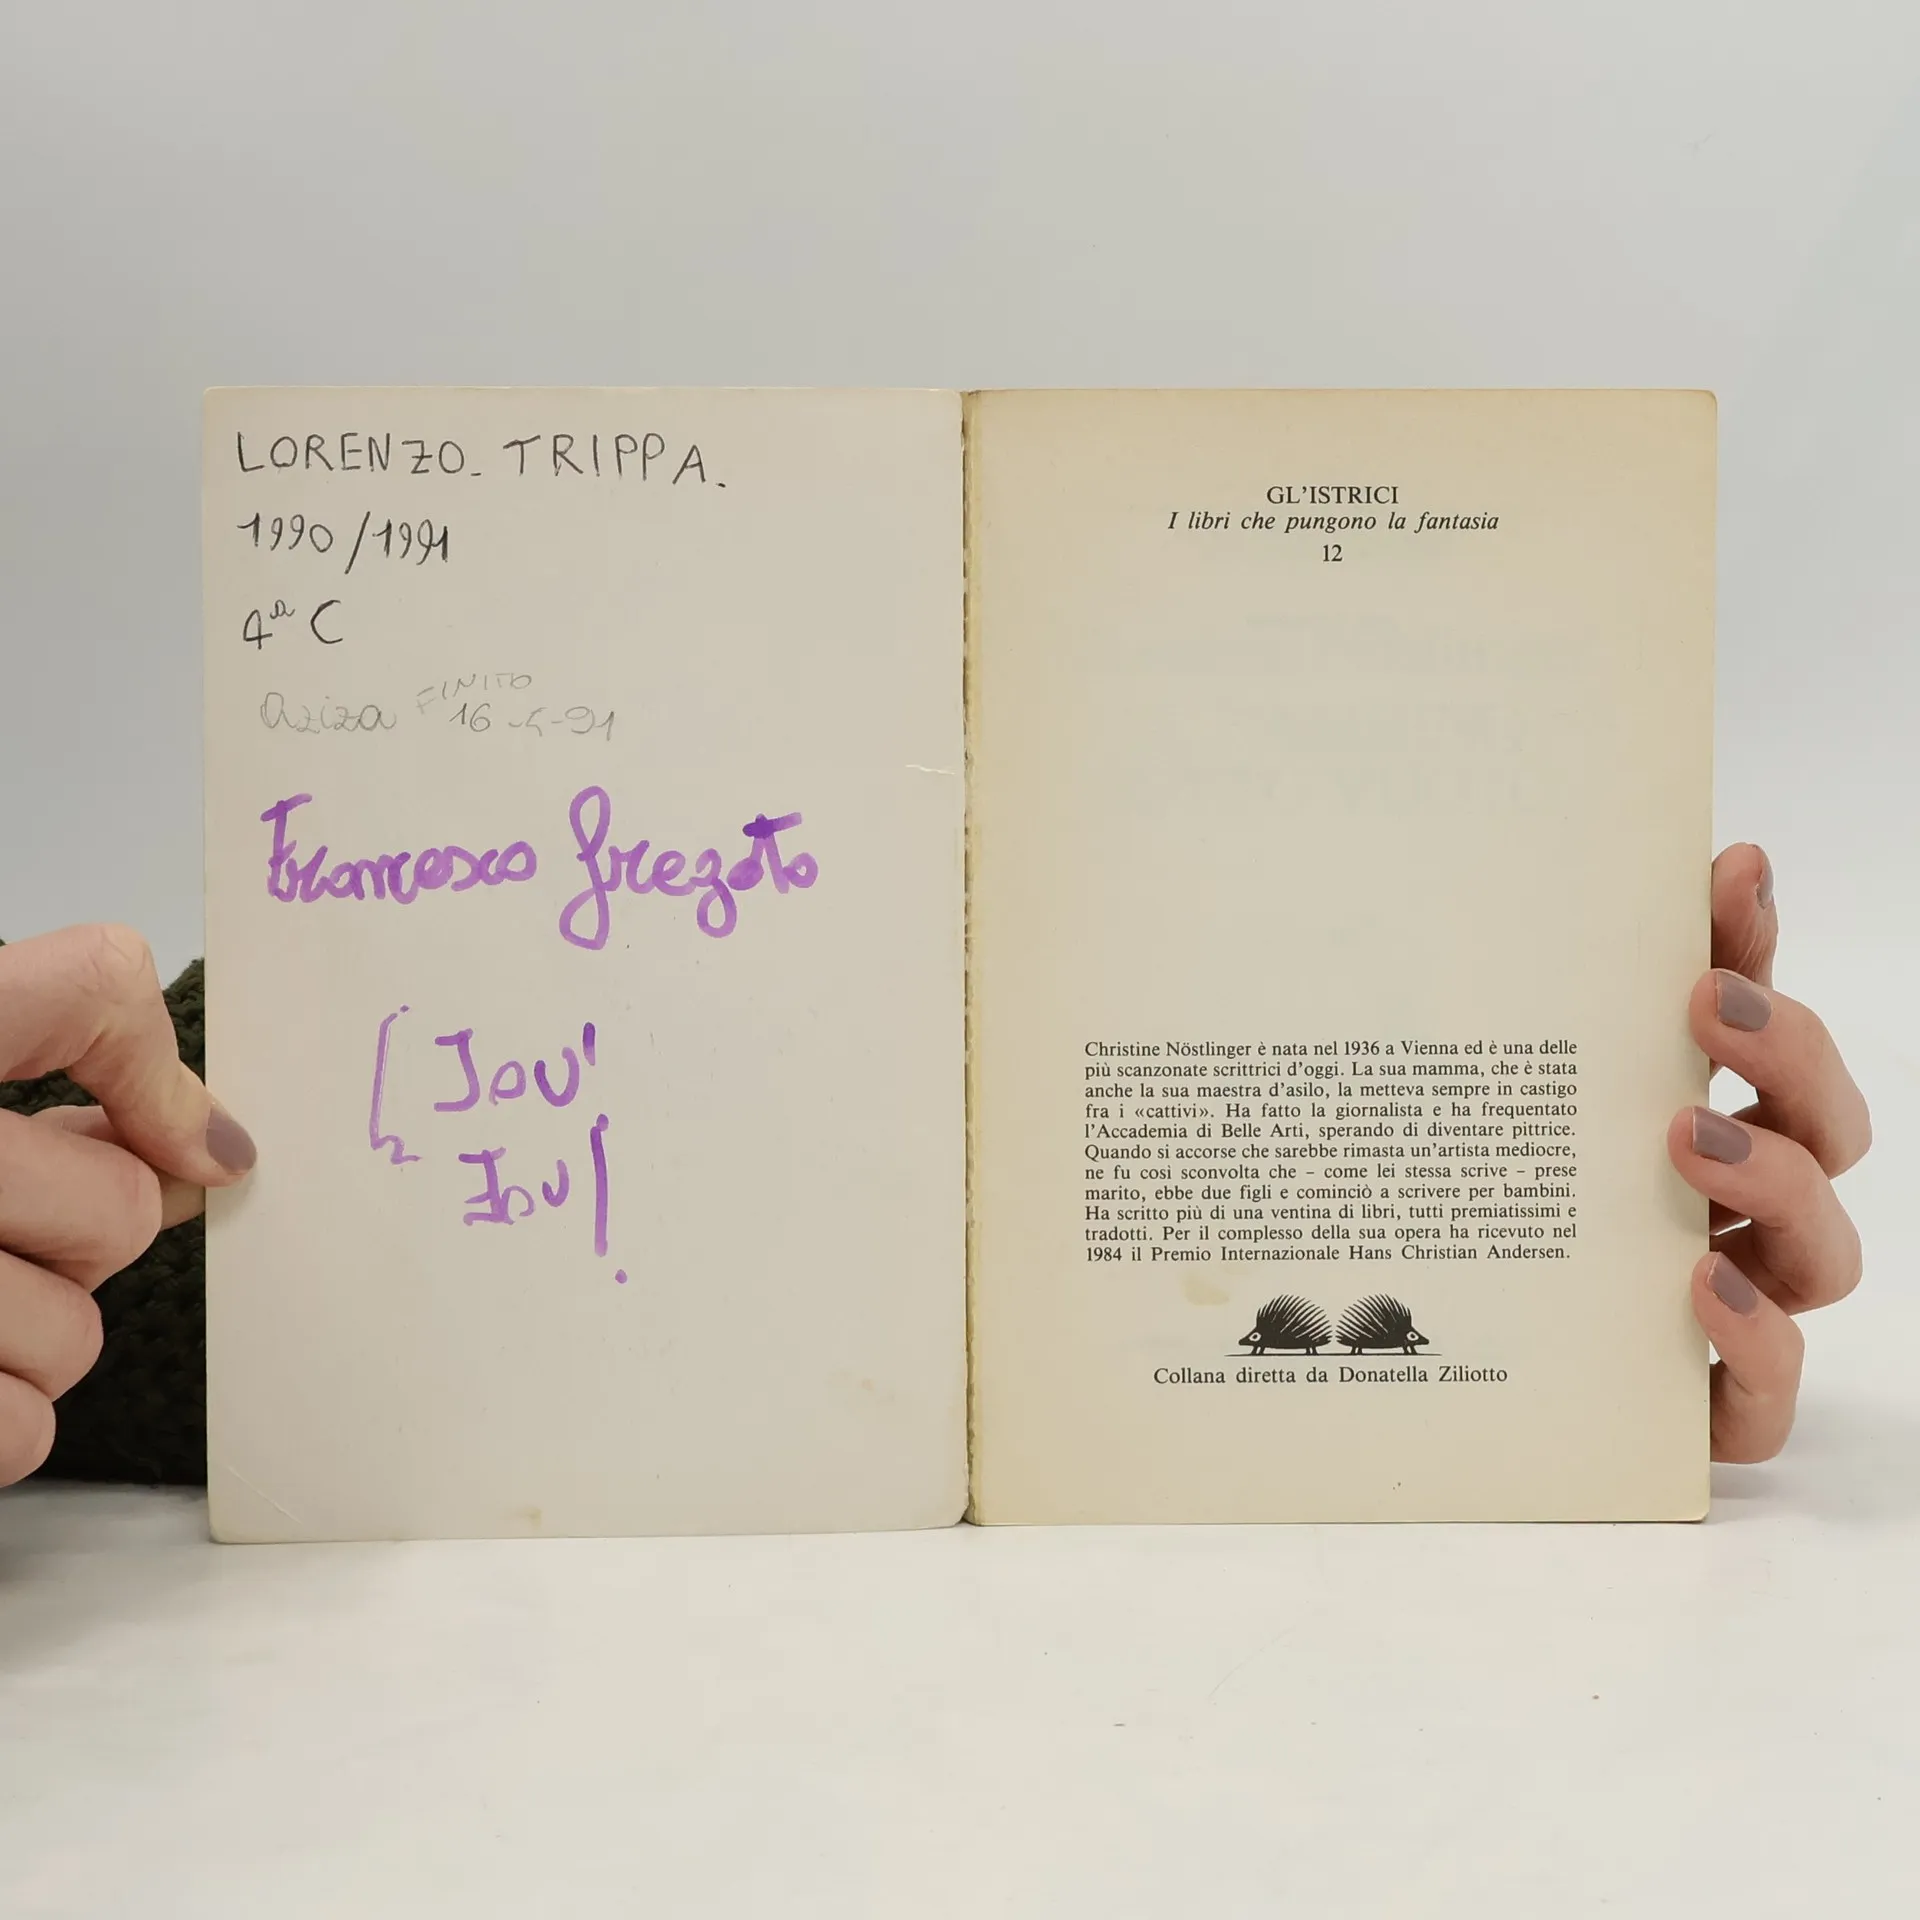 LORENZO_ TRIPPA.
1990/1991
4ª C
Aziza FINITO
16-4-91
Francesco
GL'ISTRICI
I libri che pungono la fantasia
12
Christine Nöstlinger è nata nel 1936 a Vienna ed è una delle
più scanzonate scrittrici d'oggi. La sua mamma, che è stata
anche la sua maestra d'asilo, la metteva sempre in castigo
fra i «cattivi». Ha fatto la giornalista e ha frequentato
l'Accademia di Belle Arti, sperando di diventare pittrice.
Quando si accorse che sarebbe rimasta un'artista mediocre,
ne fu così sconvolta che – come lei stessa scrive – prese
marito, ebbe due figli e cominciò a scrivere per bambini.
Ha scritto più di una ventina di libri, tutti premiatissimi e
tradotti. Per il complesso della sua opera ha ricevuto nel
1984 il Premio Internazionale Hans Christian Andersen.
Collana diretta da Donatella Ziliotto